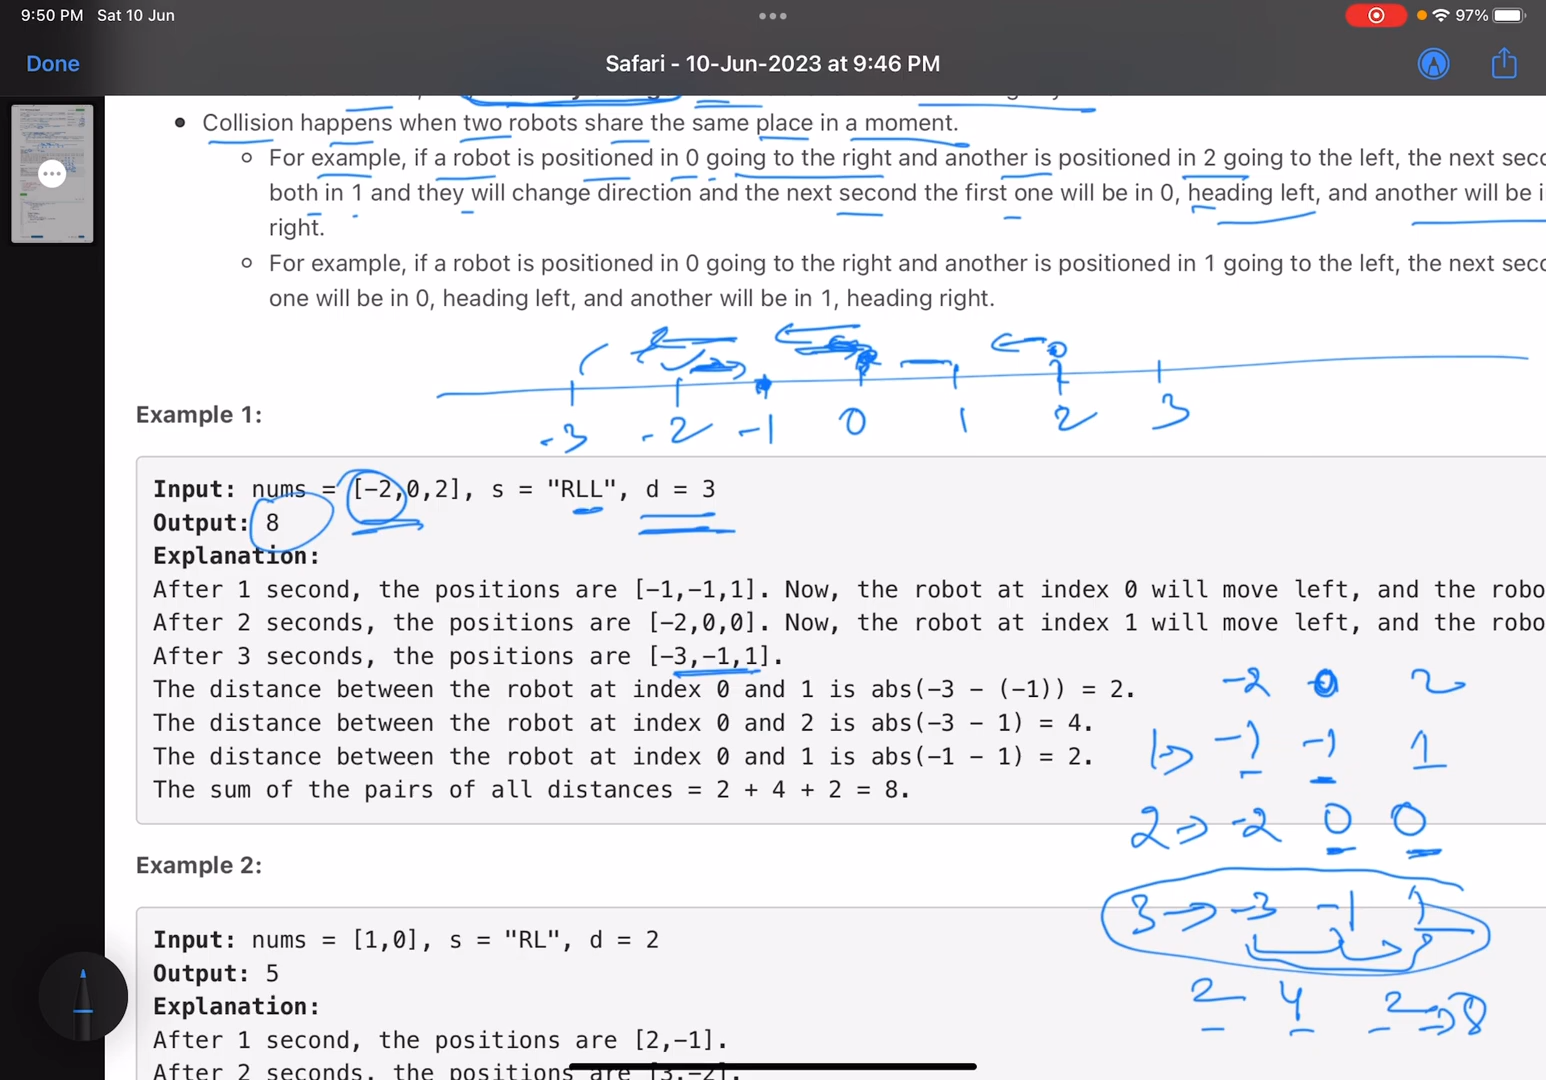 9:50 PM Sat 10 Jun
97%
Done
Safari - 10-Jun-2023 at 9:46 PM
Collision happens when two robots share the same place in a moment.
For example, if a robot is positioned in 0 going to the right and another is positioned in 2 going to the left, the next sec
both in 1 and they will change direction and the next second the first one will be in 0, heading left, and another will be i
right.
For example, if a robot is positioned in 0 going to the right and another is positioned in 1 going to the left, the next sec
one will be in 0, heading left, and another will be in 1, heading right.
-3 -2 -1 0 1 2 3
Example 1:
Input: nums = [-2,0,2], s = "RLL", d = 3
Output: 8
Explanation:
After 1 second, the positions are [-1,-1,1]. Now, the robot at index 0 will move left, and the robo
After 2 seconds, the positions are [-2,0,0]. Now, the robot at index 1 will move left, and the robo
After 3 seconds, the positions are [-3,-1,1].
The distance between the robot at index 0 and 1 is abs(-3 - (-1)) = 2.
The distance between the robot at index 0 and 2 is abs(-3 - 1) = 4.
The distance between the robot at index 0 and 1 is abs(-1 - 1) = 2.
The sum of the pairs of all distances = 2 + 4 + 2 = 8.
-2 0 2
1 → -1 -1 1
2 → -2 0 0
3 → -3 -1 1
2 4 2 → 8
Example 2:
Input: nums = [1,0], s = "RL", d = 2
Output: 5
Explanation:
After 1 second, the positions are [2,-1].
After 2 seconds, the positions are [3,-2].